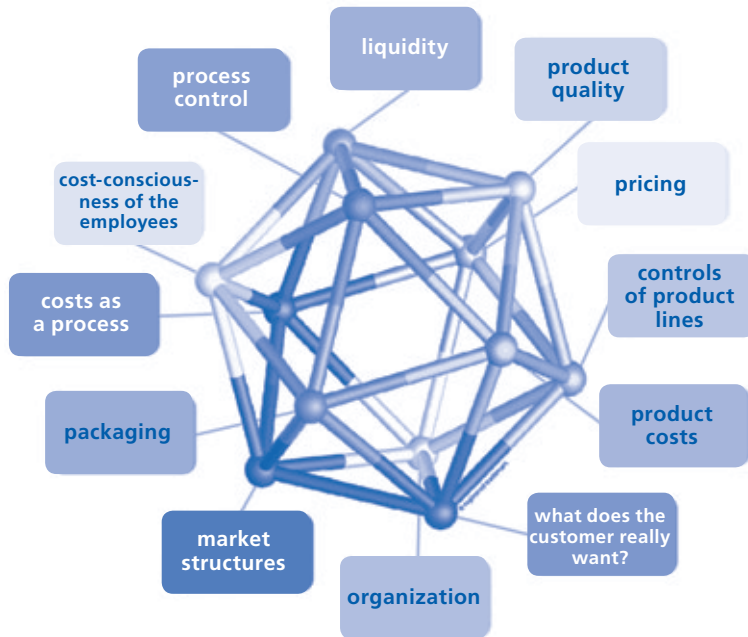 liquidity
process
control
product
quality
cost-conscious-
ness of the
employees
pricing
costs as
a process
controls
of product
lines
packaging
product
costs
market
structures
what does the
customer really
want?
organization